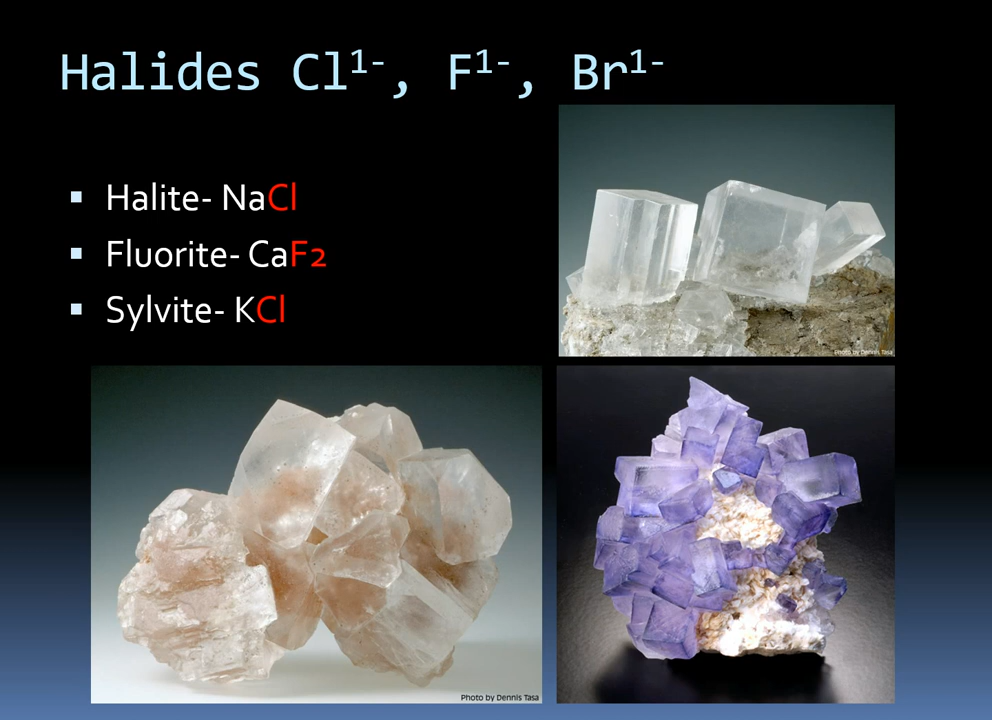 Halides Cl¹⁻, F¹⁻, Br¹⁻
▪ Halite- NaCl
▪ Fluorite- CaF2
▪ Sylvite- KCl
Photo by Dennis Tasa
Photo by Dennis Tasa